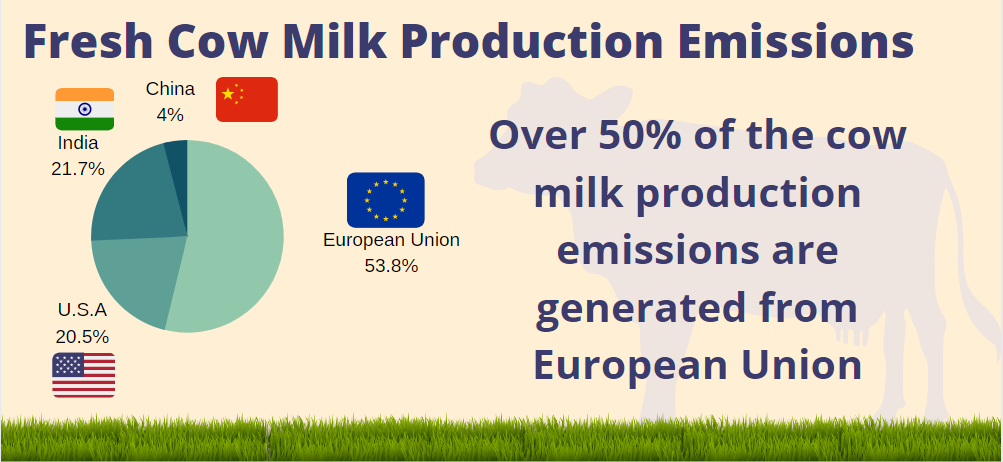 Fresh Cow Milk Production Emissions
China
4%
India
21.7%
European Union
53.8%
U.S.A
20.5%
Over 50% of the cow
milk production
emissions are
generated from
European Union